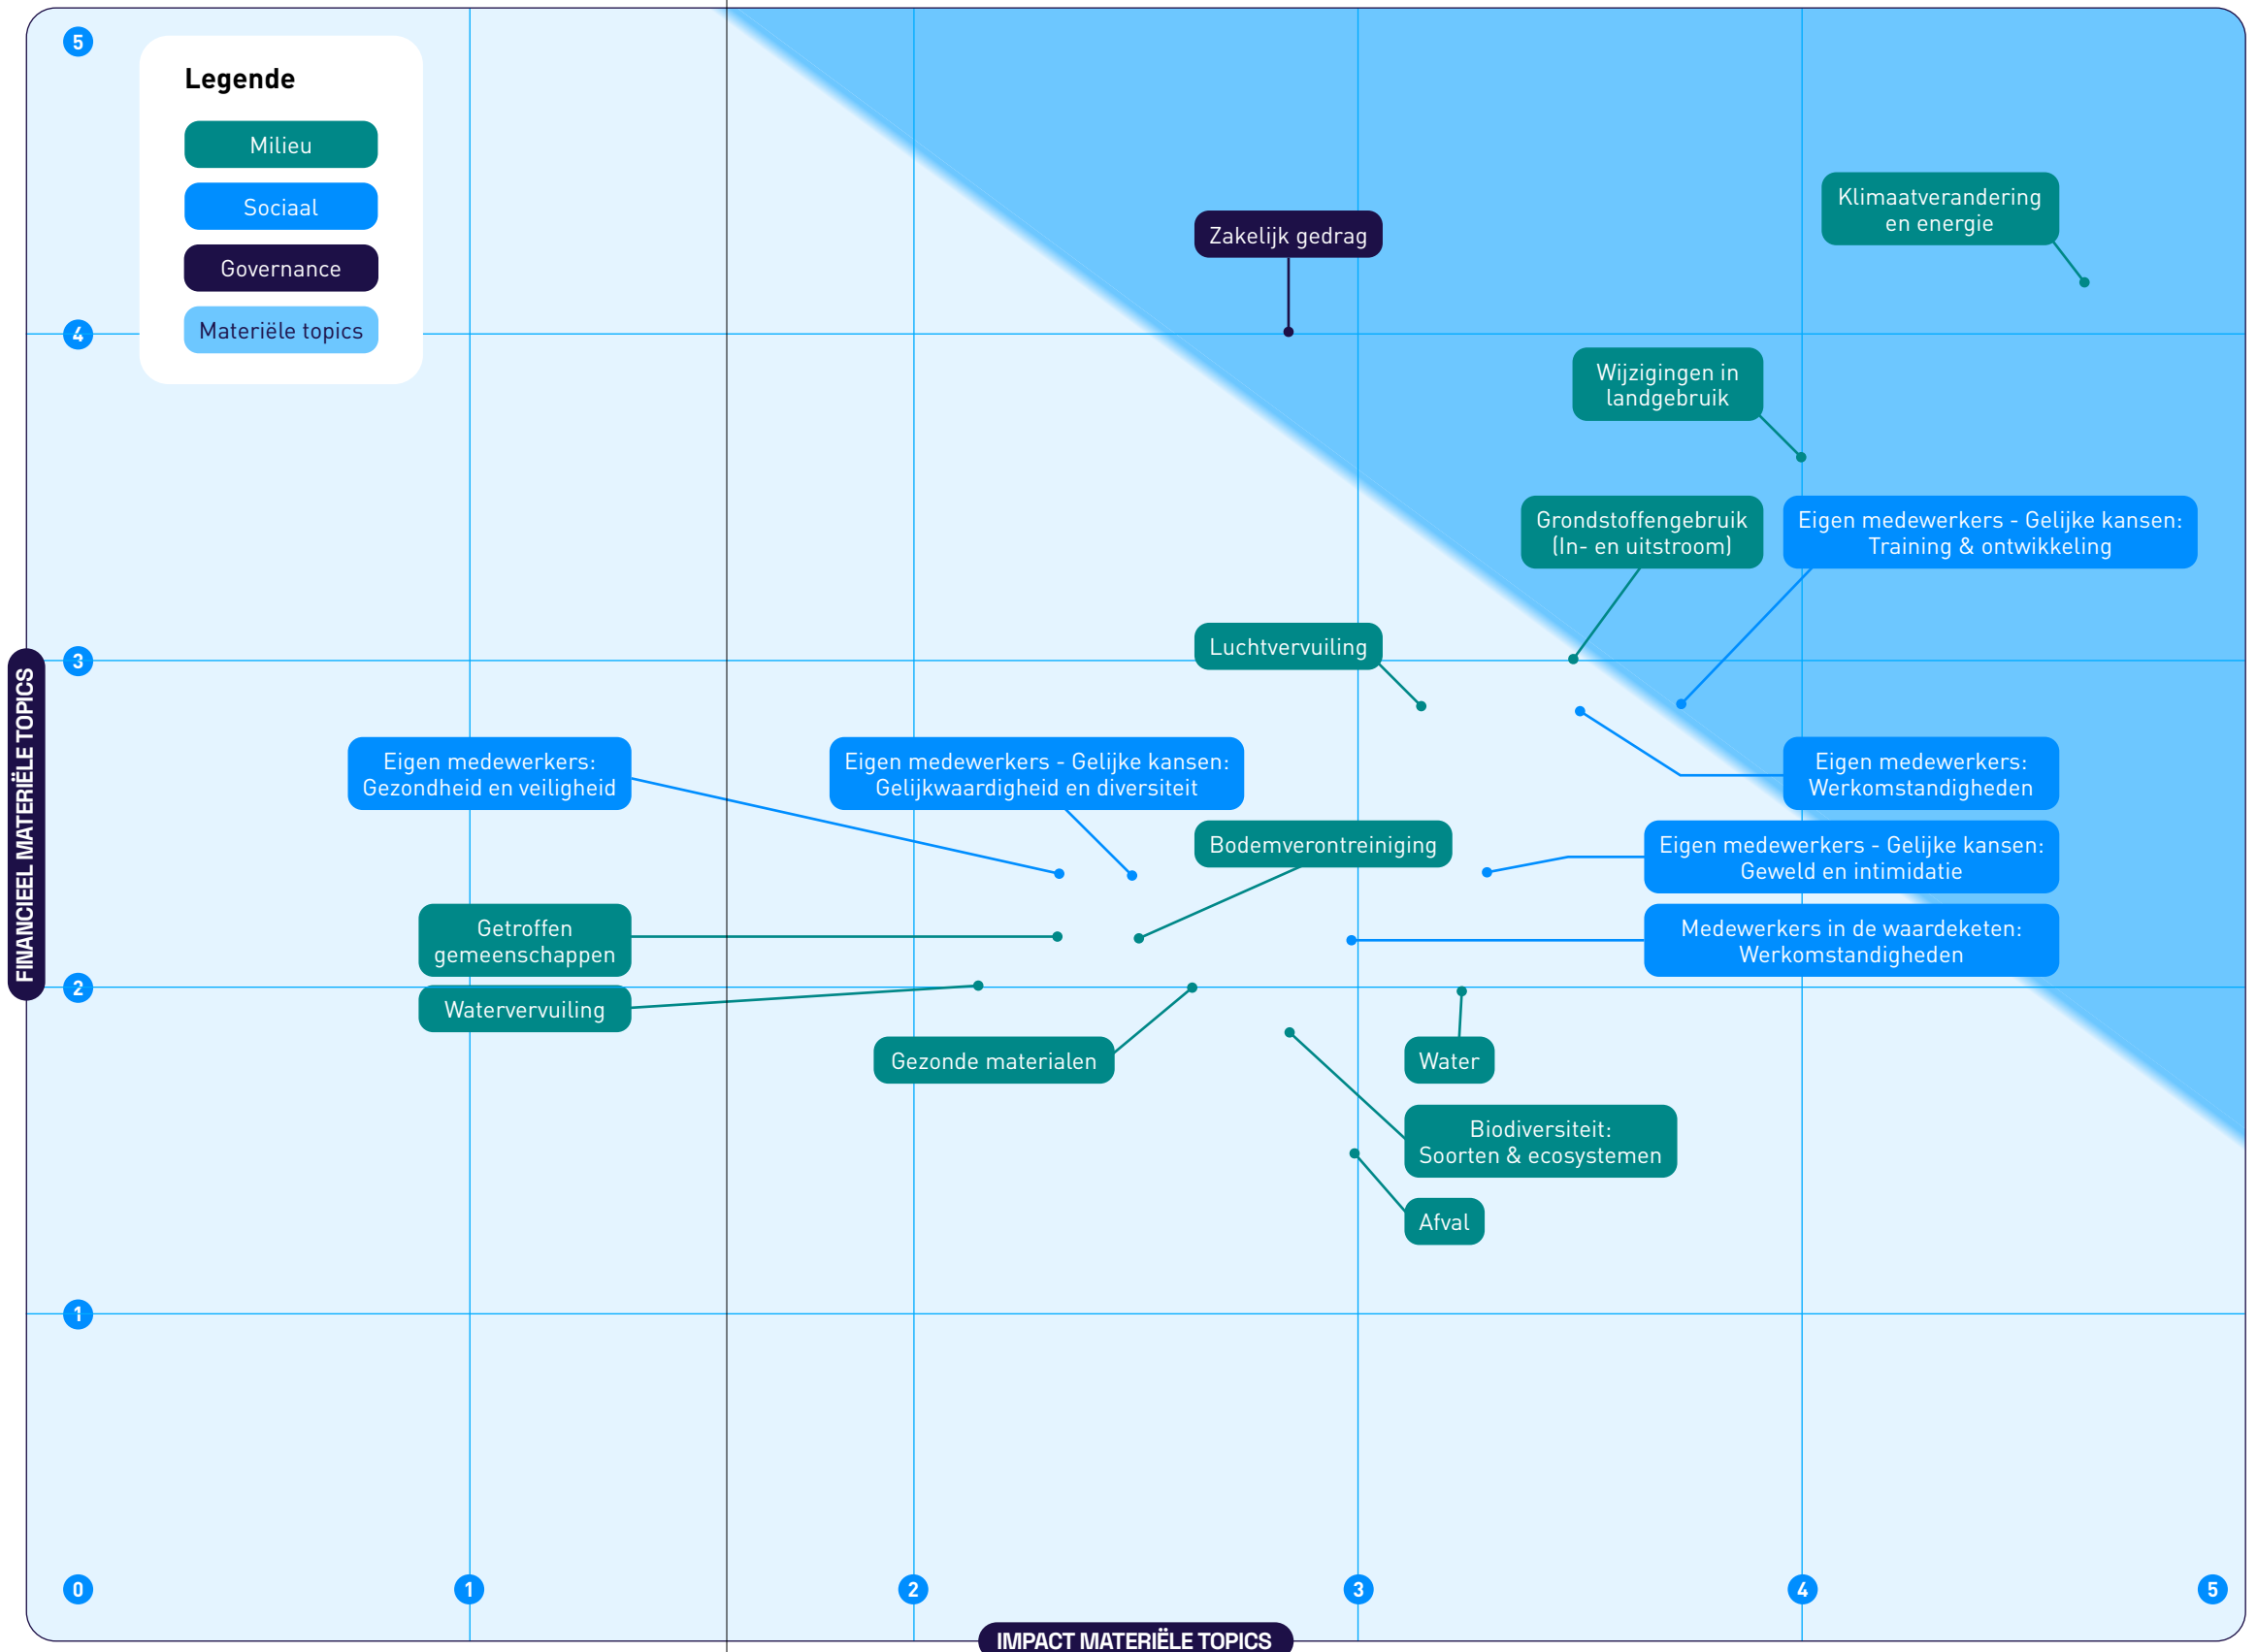 5
Legende
Milieu
Sociaal
Governance
Materiële topics
Klimaatverandering
en energie
Zakelijk gedrag
4
Wijzigingen in
landgebruik
Grondstoffengebruik
(In- en uitstroom)
Eigen medewerkers - Gelijke kansen:
Training & ontwikkeling
Luchtvervuiling
3
FINANCIEEL MATERIËLE TOPICS
Eigen medewerkers:
Gezondheid en veiligheid
Eigen medewerkers - Gelijke kansen:
Gelijkwaardigheid en diversiteit
Eigen medewerkers:
Werkomstandigheden
Bodemverontreiniging
Eigen medewerkers - Gelijke kansen:
Geweld en intimidatie
Getroffen
gemeenschappen
Medewerkers in de waardeketen:
Werkomstandigheden
2
Watervervuiling
Gezonde materialen
Water
Biodiversiteit:
Soorten & ecosystemen
Afval
1
0
1
2
3
4
5
IMPACT MATERIËLE TOPICS